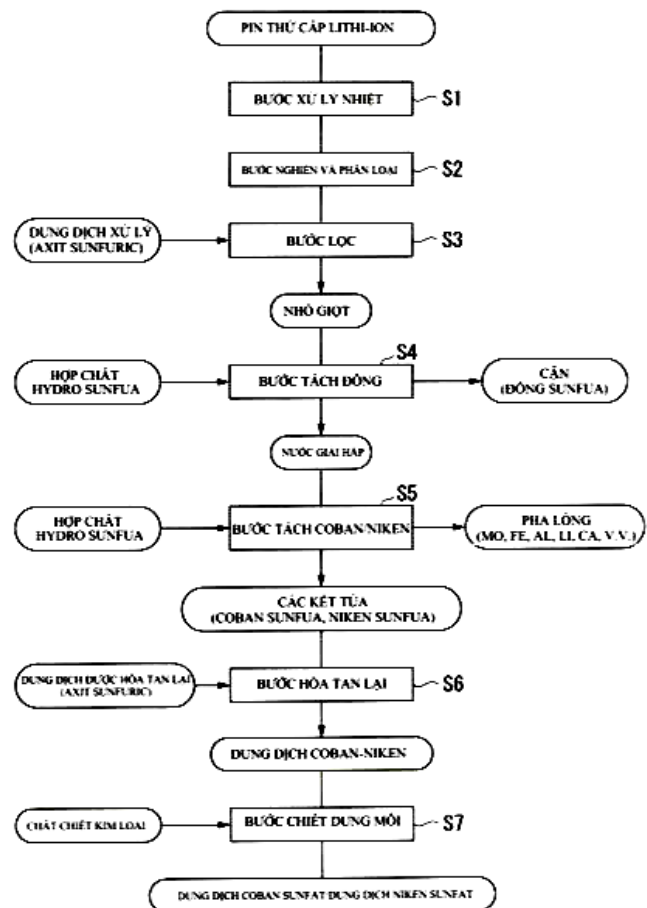 PIN THỨ CẤP LITHI-ION
BƯỚC XỬ LÝ NHIỆT
S1
BƯỚC NGHIỀN VÀ PHÂN LOẠI
S2
DUNG DỊCH XỬ LÝ
(AXIT SUNFURIC)
BƯỚC LỌC
S3
NHỎ GIỌT
S4
HỢP CHẤT
HYDRO SUNFUA
BƯỚC TÁCH ĐỒNG
CẶN
(ĐỒNG SUNFUA)
NƯỚC GIẢI HẤP
S5
HỢP CHẤT
HYDRO SUNFUA
BƯỚC TÁCH COBAN/NIKEN
PHA LỎNG
(MO, FE, AL, LI, CA, V.V.)
CÁC KẾT TỦA
(COBAN SUNFUA, NIKEN SUNFUA)
DUNG DỊCH ĐƯỢC HÒA TAN LẠI
(AXIT SUNFURIC)
BƯỚC HÒA TAN LẠI
S6
DUNG DỊCH COBAN-NIKEN
CHẤT CHIẾT KIM LOẠI
BƯỚC CHIẾT DUNG MÔI
S7
DUNG DỊCH COBAN SUNFAT DUNG DỊCH NIKEN SUNFAT